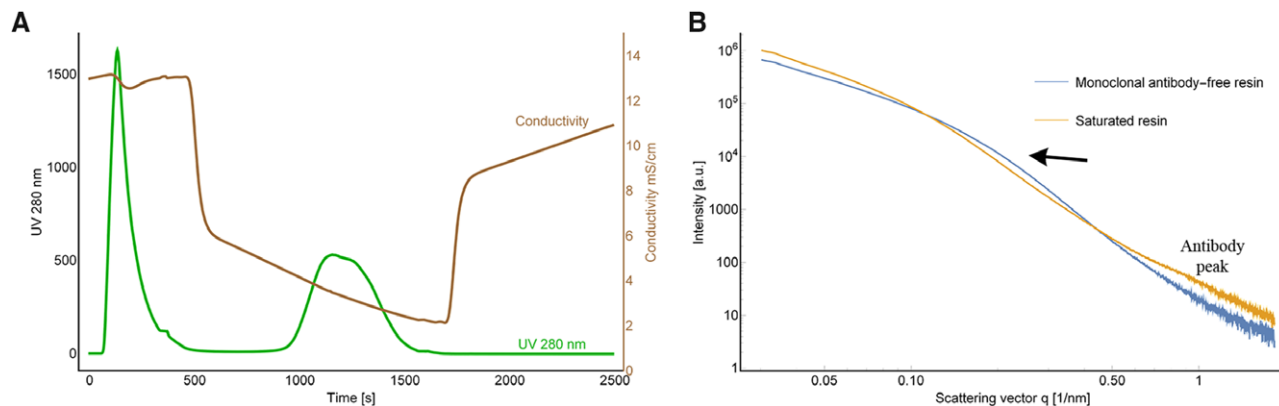 A
UV 280 nm
1500
1000
500
0
Conductivity
UV 280 nm
14
12
10
8
6
4
2
0
Conductivity mS/cm
0 500 1000 1500 2000 2500
Time [s]
B
Intensity [a.u.]
10^6
10^5
10^4
1000
100
10
1
Monoclonal antibody–free resin
Saturated resin
Antibody
peak
0.05 0.10 0.50 1
Scattering vector q [1/nm]